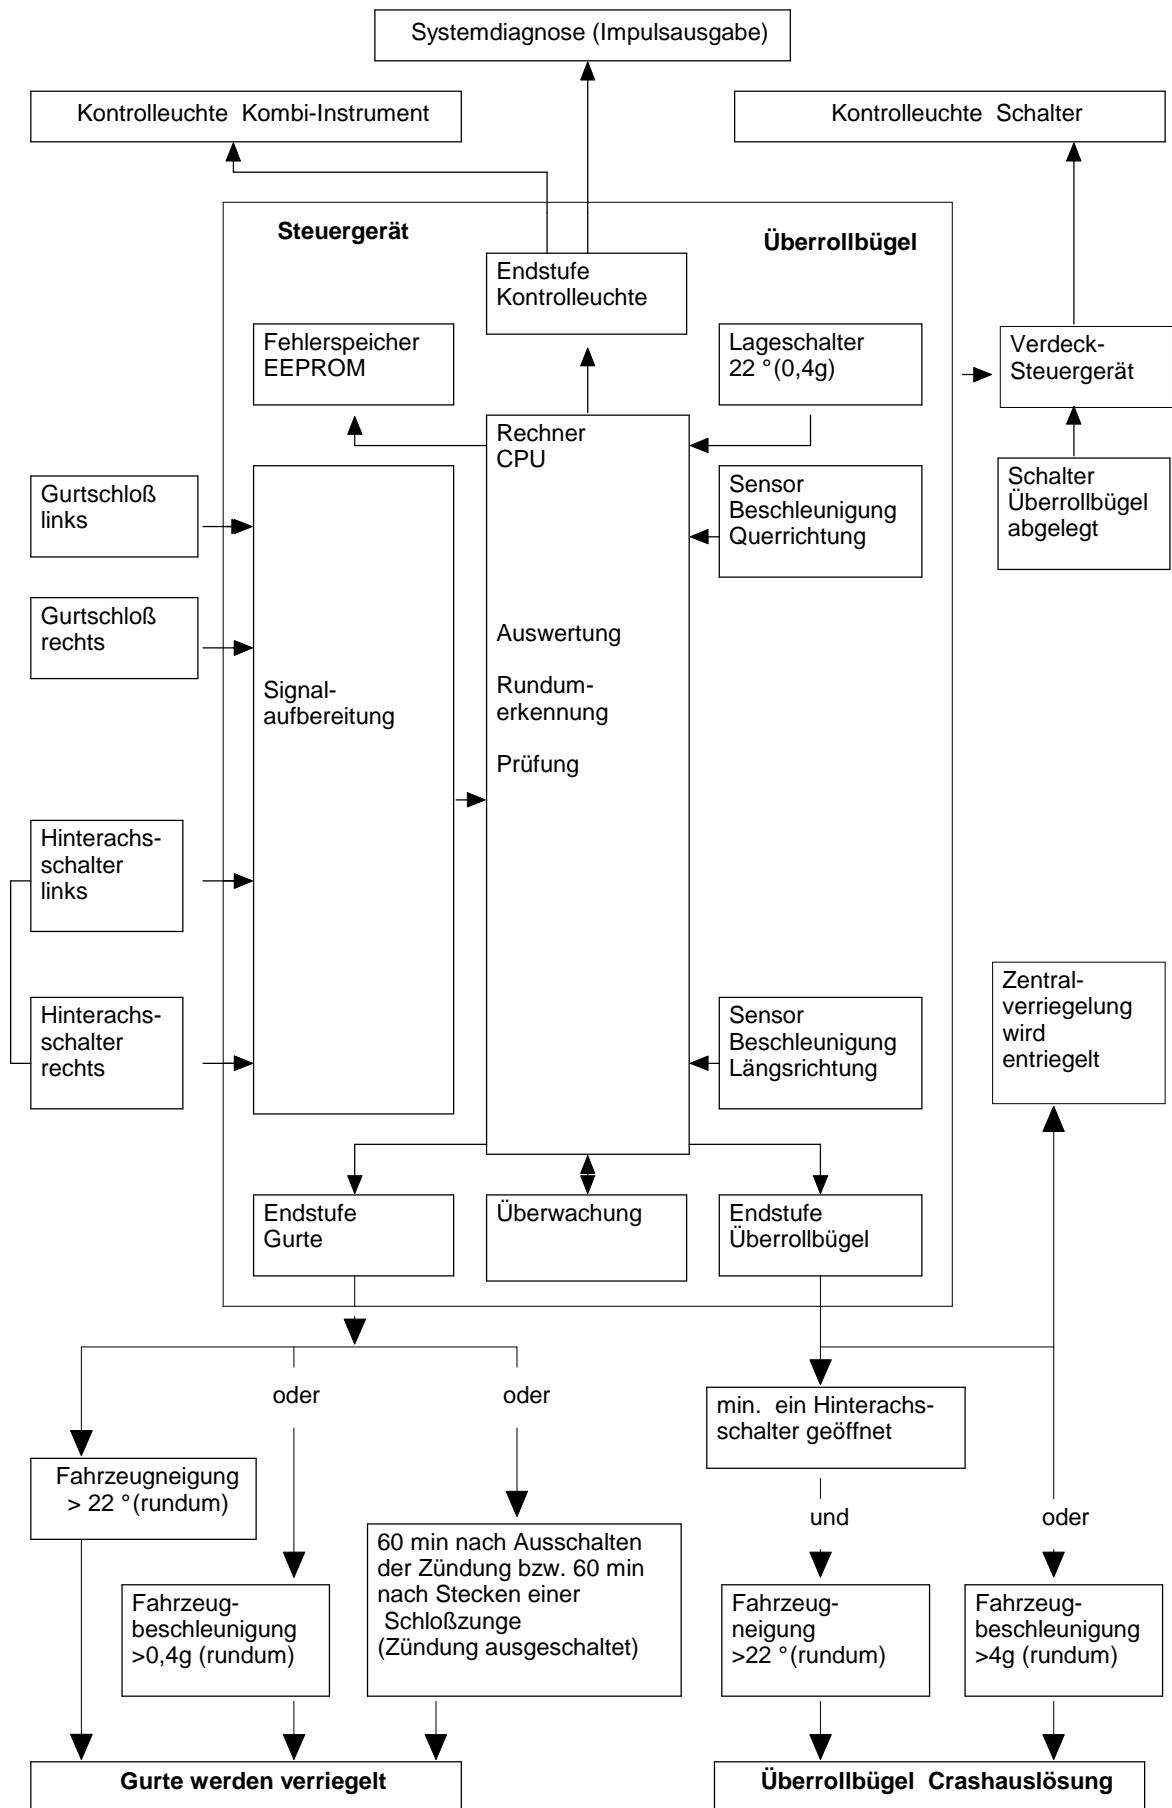 Systemdiagnose (Impulsausgabe)
Kontrolleuchte Kombi-Instrument
Kontrolleuchte Schalter
Steuergerät
Überrollbügel
Endstufe
Kontrolleuchte
Fehlerspeicher
EEPROM
Lageschalter
22 °(0,4g)
Verdeck-
Steuergerät
Rechner
CPU
Gurtschloß
links
Sensor
Beschleunigung
Querrichtung
Schalter
Überrollbügel
abgelegt
Gurtschloß
rechts
Auswertung
Rundum-
erkennung
Prüfung
Signal-
aufbereitung
Hinterachs-
schalter
links
Hinterachs-
schalter
rechts
Sensor
Beschleunigung
Längsrichtung
Zentral-
verriegelung
wird
entriegelt
Endstufe
Gurte
Überwachung
Endstufe
Überrollbügel
oder
oder
min. ein Hinterachs-
schalter geöffnet
Fahrzeugneigung
> 22 °(rundum)
und
oder
60 min nach Ausschalten
der Zündung bzw. 60 min
nach Stecken einer
Schloßzunge
(Zündung ausgeschaltet)
Fahrzeug-
beschleunigung
>0,4g (rundum)
Fahrzeug-
neigung
>22 °(rundum)
Fahrzeug-
beschleunigung
>4g (rundum)
Gurte werden verriegelt
Überrollbügel Crashauslösung